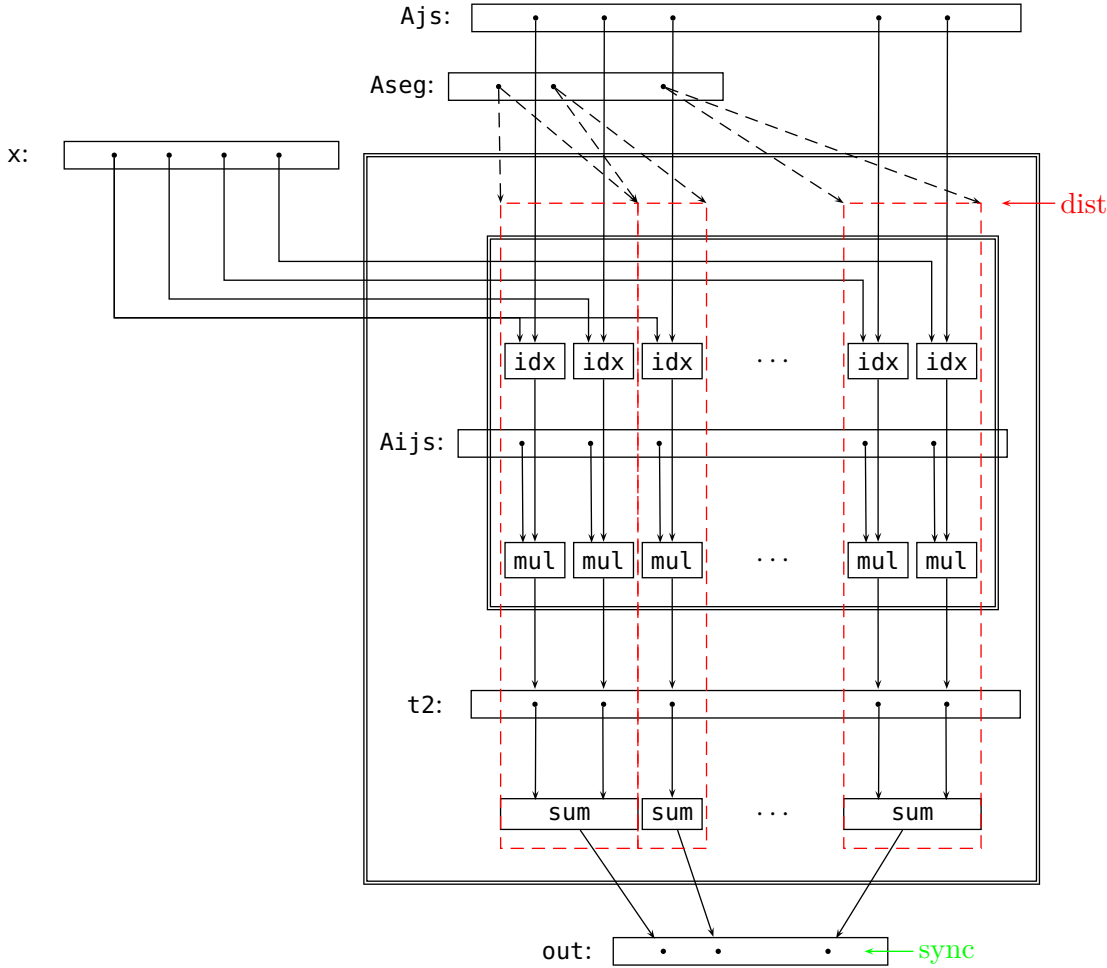 Ajs:
Aseg:
x:
dist
idx idx idx ... idx idx
Aijs:
mul mul mul ... mul mul
t2:
sum sum ... sum
out:
sync